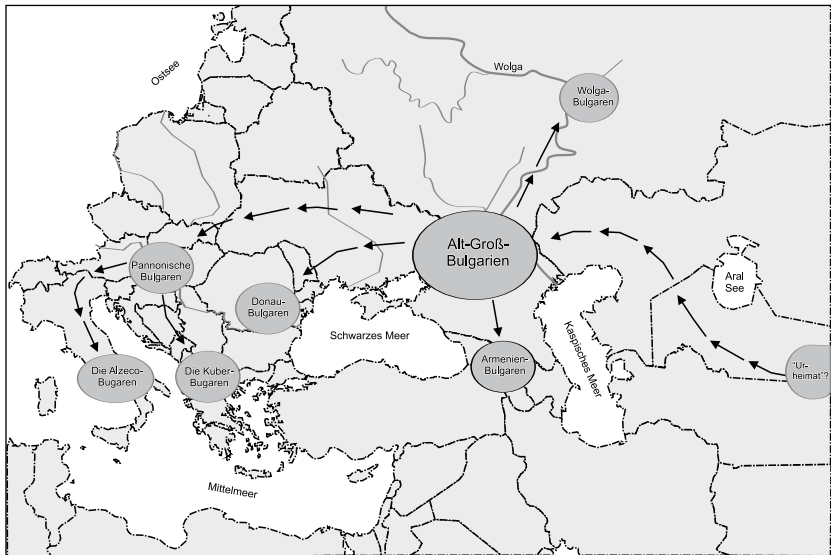 Ostsee
Wolga
Wolga-
Bulgaren
Alt-Groß-
Bulgarien
Pannonische
Bulgaren
Donau-
Bulgaren
Aral
See
Schwarzes Meer
Kaspisches Meer
Armenien-
Bulgaren
"Ur-
heimat"?
Die Alzeco-
Bugaren
Die Kuber-
Bugaren
Mittelmeer